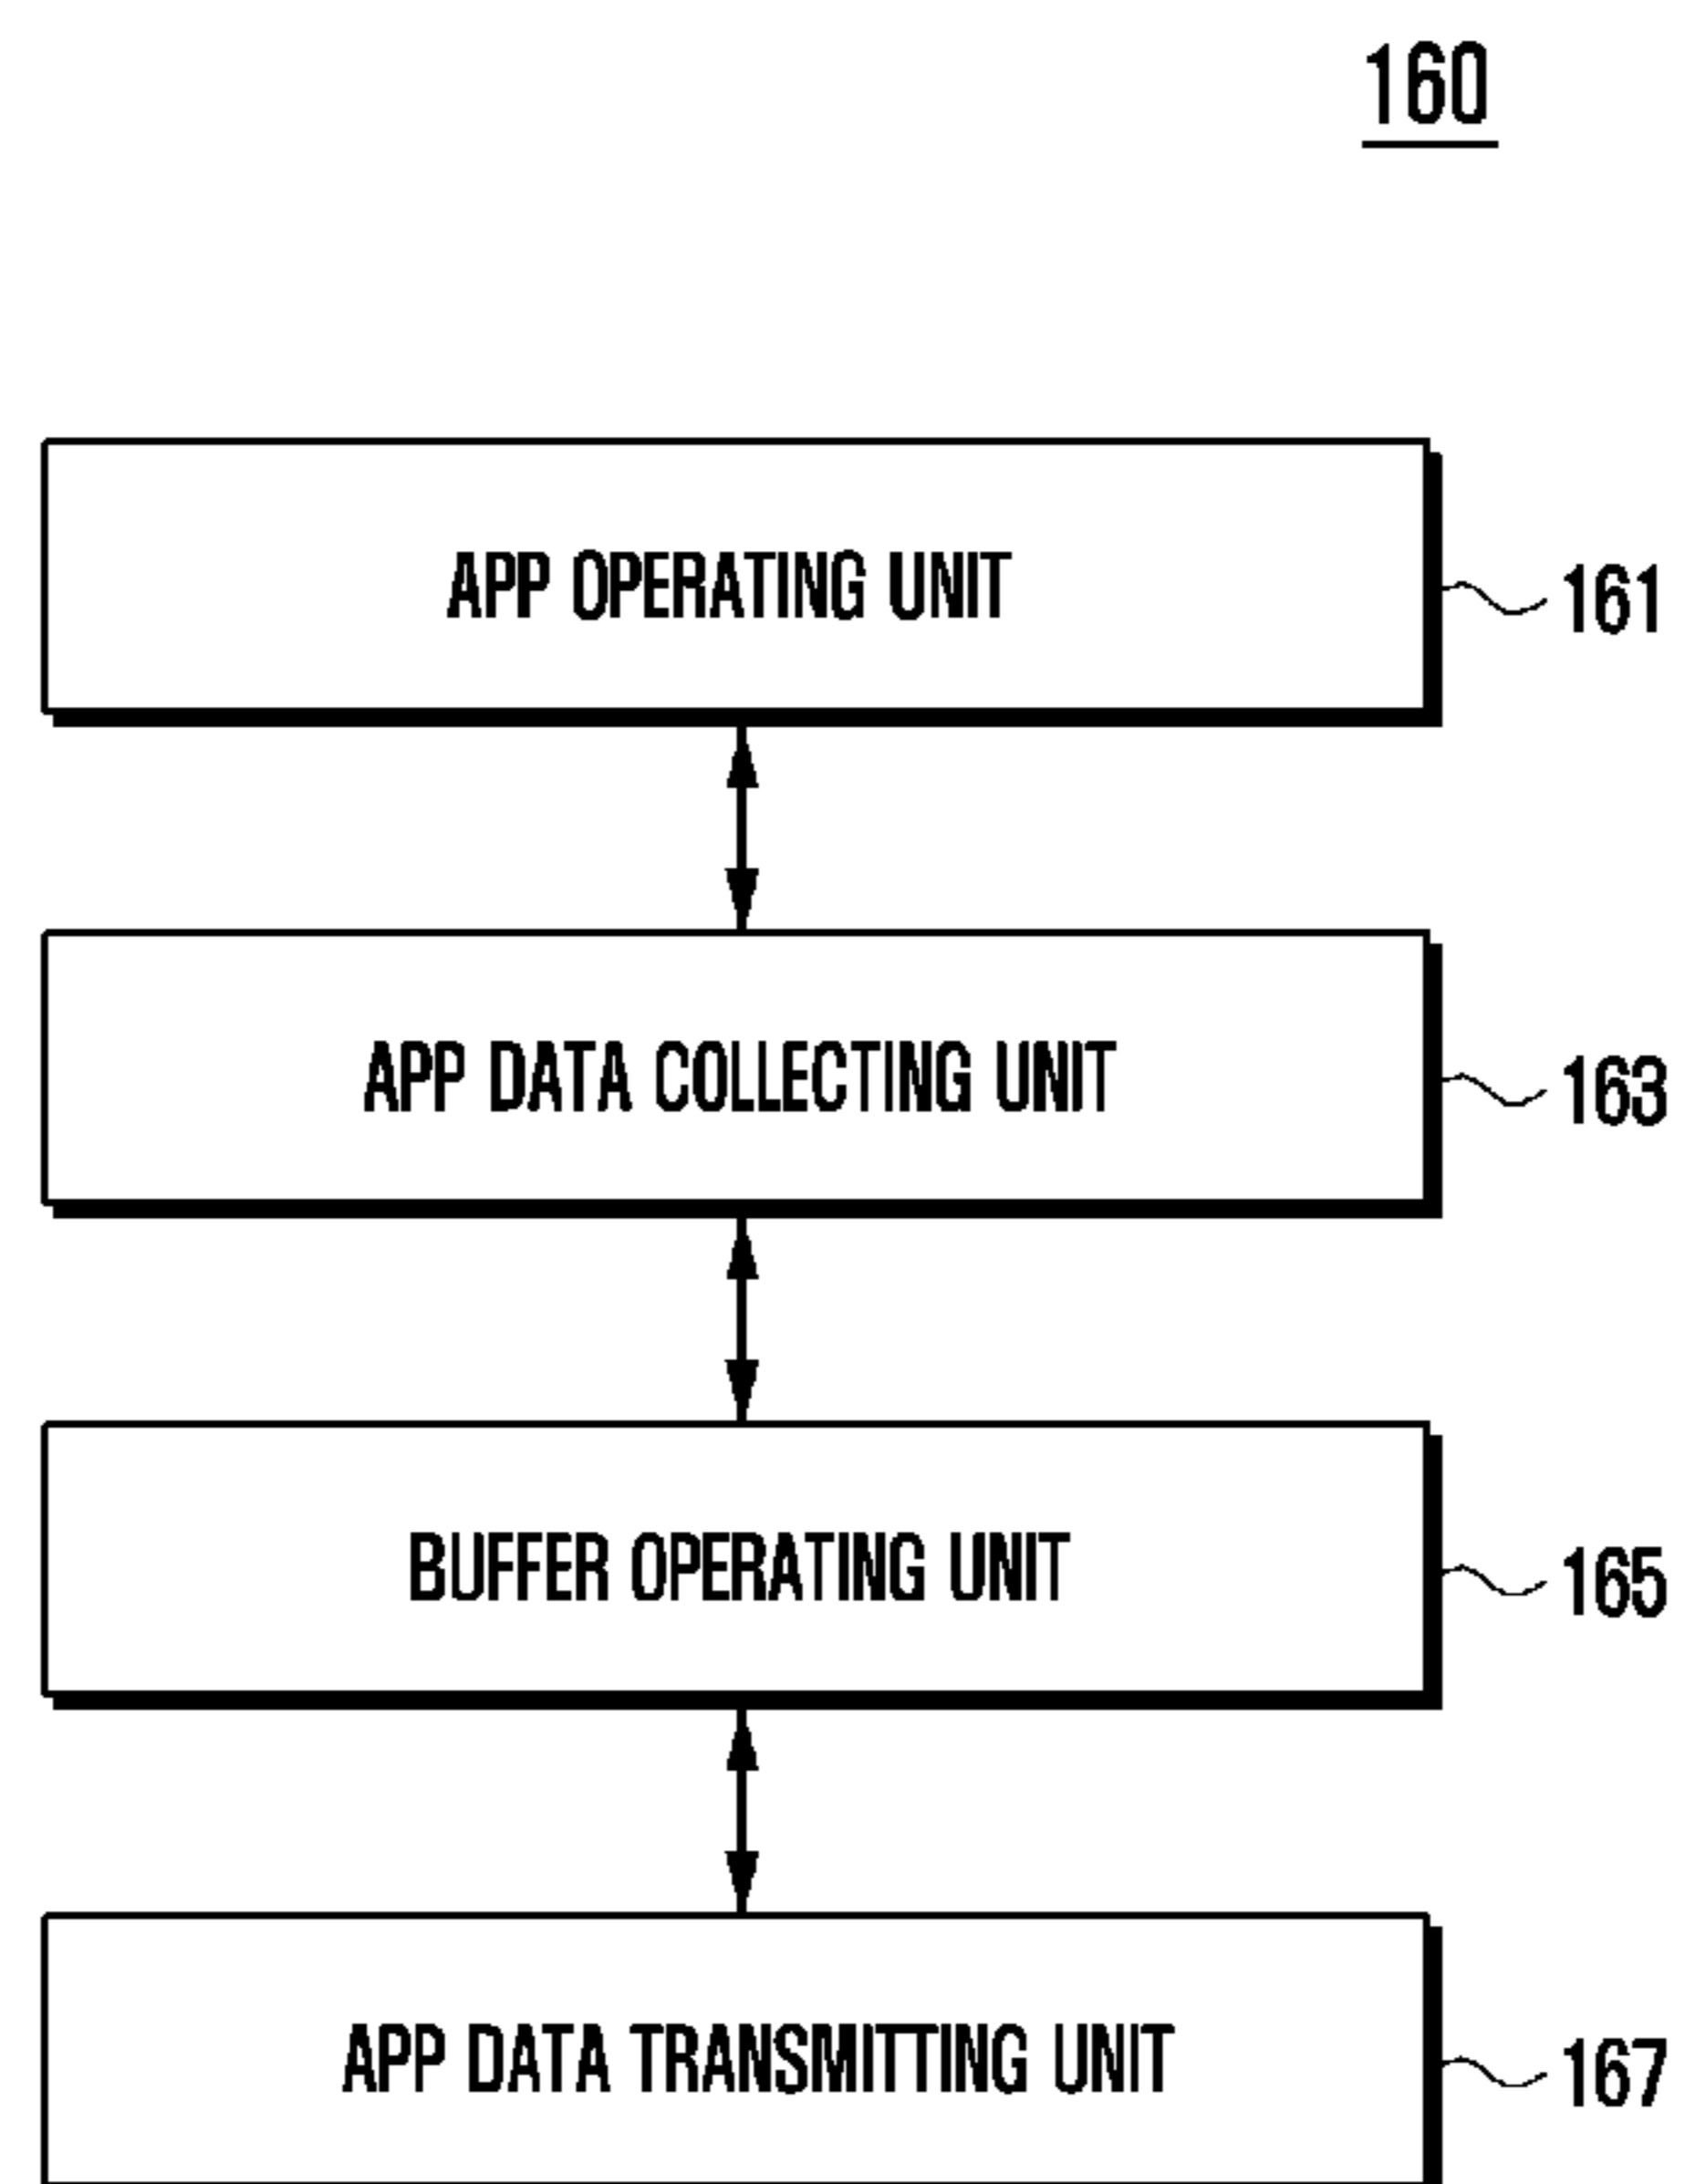 160
APP OPERATING UNIT
161
APP DATA COLLECTING UNIT
163
BUFFER OPERATING UNIT
165
APP DATA TRANSMITTING UNIT
167